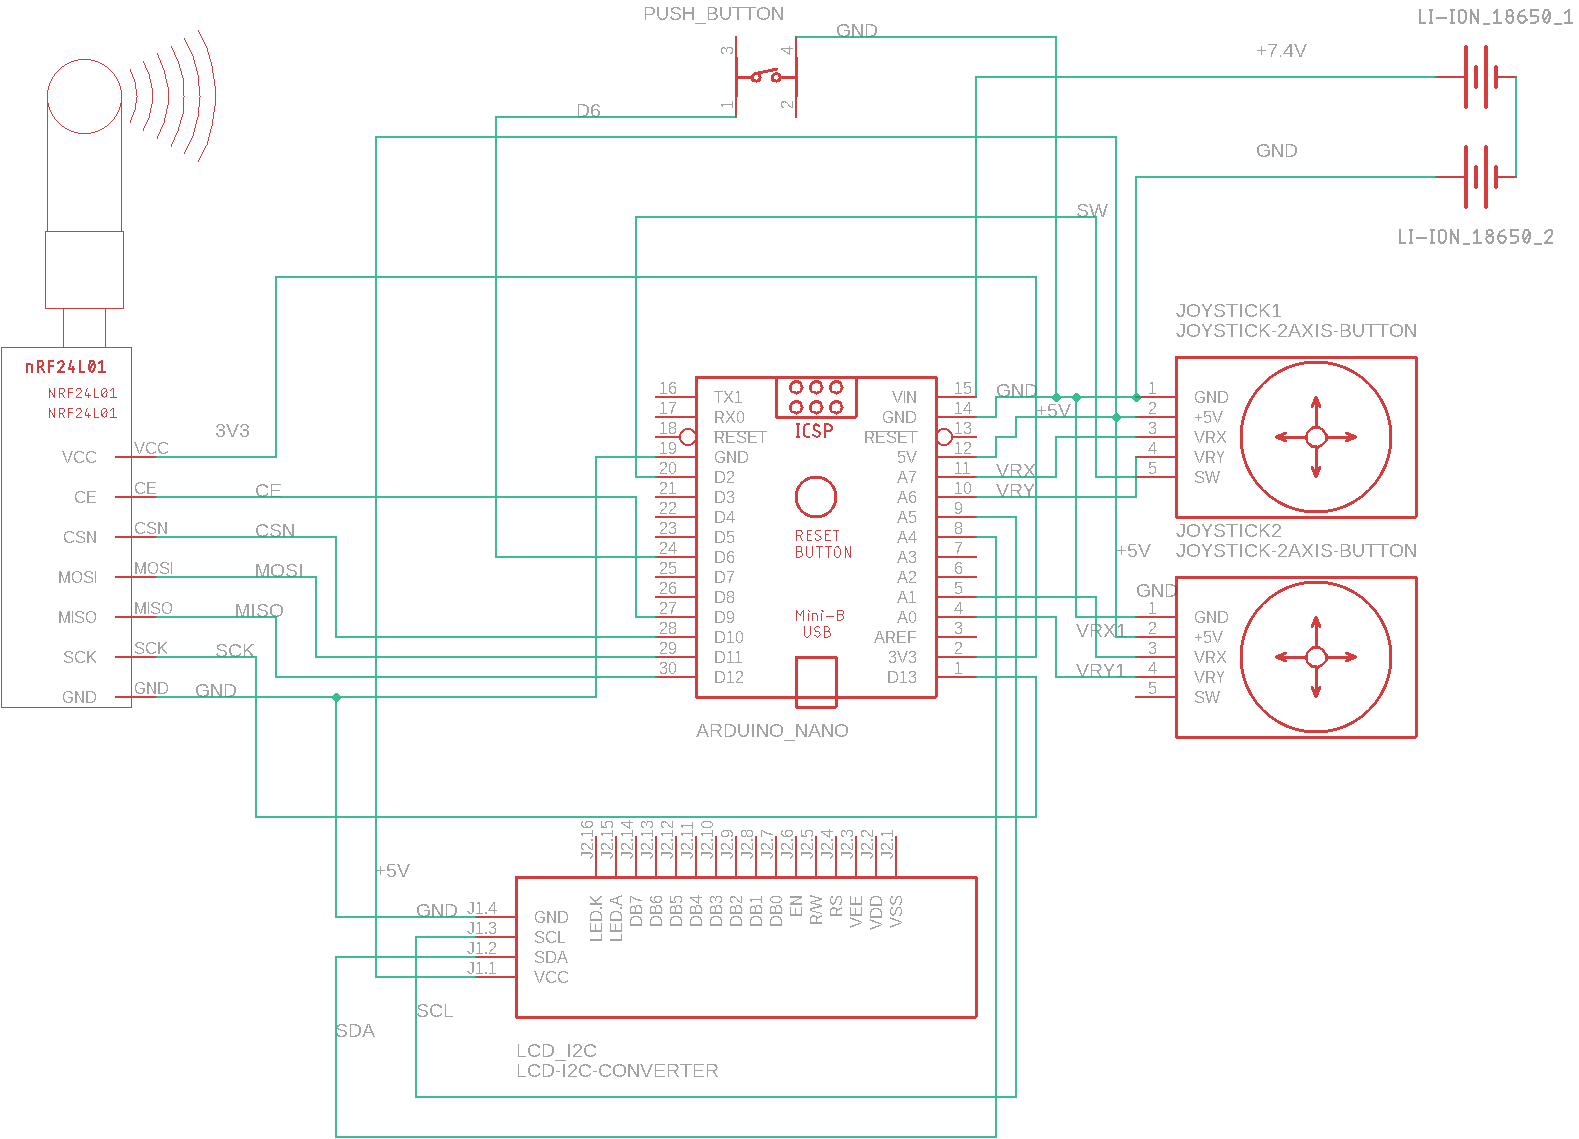 PUSH_BUTTON
3
4
1
2
GND
D6
LI-ION_18650_1
+7.4V
GND
LI-ION_18650_2
SW
nRF24L01
NRF24L01
NRF24L01
3V3
VCC VCC
CE CE CE
CSN CSN CSN
MOSI MOSI MOSI
MISO MISO MISO
SCK SCK SCK
GND GND GND
16 TX1
17 RX0
18 RESET
19 GND
20 D2
21 D3
22 D4
23 D5
24 D6
25 D7
26 D8
27 D9
28 D10
29 D11
30 D12
ICSP
RESET
BUTTON
Mini-B
USB
VIN 15
GND 14
RESET 13
5V 12
A7 11
A6 10
A5 9
A4 8
A3 7
A2 6
A1 5
A0 4
AREF 3
3V3 2
D13 1
ARDUINO_NANO
GND
+5V
VRX
VRY
JOYSTICK1
JOYSTICK-2AXIS-BUTTON
1 GND
2 +5V
3 VRX
4 VRY
5 SW
JOYSTICK2
JOYSTICK-2AXIS-BUTTON
+5V
GND
VRX1
VRY1
1 GND
2 +5V
3 VRX
4 VRY
5 SW
J2.16
J2.15
J2.14
J2.13
J2.12
J2.11
J2.10
J2.9
J2.8
J2.7
J2.6
J2.5
J2.4
J2.3
J2.2
J2.1
LED.K
LED.A
DB7
DB6
DB5
DB4
DB3
DB2
DB1
DB0
EN
R/W
RS
VEE
VDD
VSS
+5V
GND J1.4 GND
J1.3 SCL
J1.2 SDA
J1.1 VCC
SCL
SDA
LCD_I2C
LCD-I2C-CONVERTER